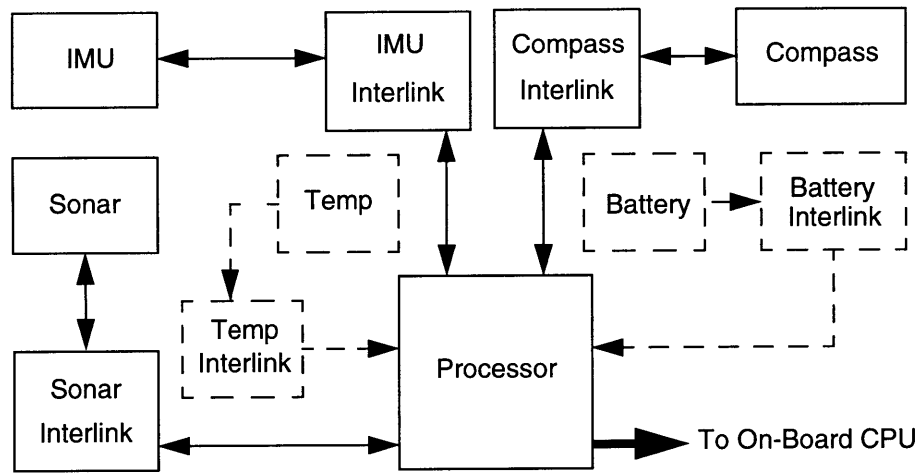 IMU
IMU
Interlink
Compass
Interlink
Compass
Sonar
Temp
Battery
Battery
Interlink
Temp
Interlink
Processor
Sonar
Interlink
To On-Board CPU